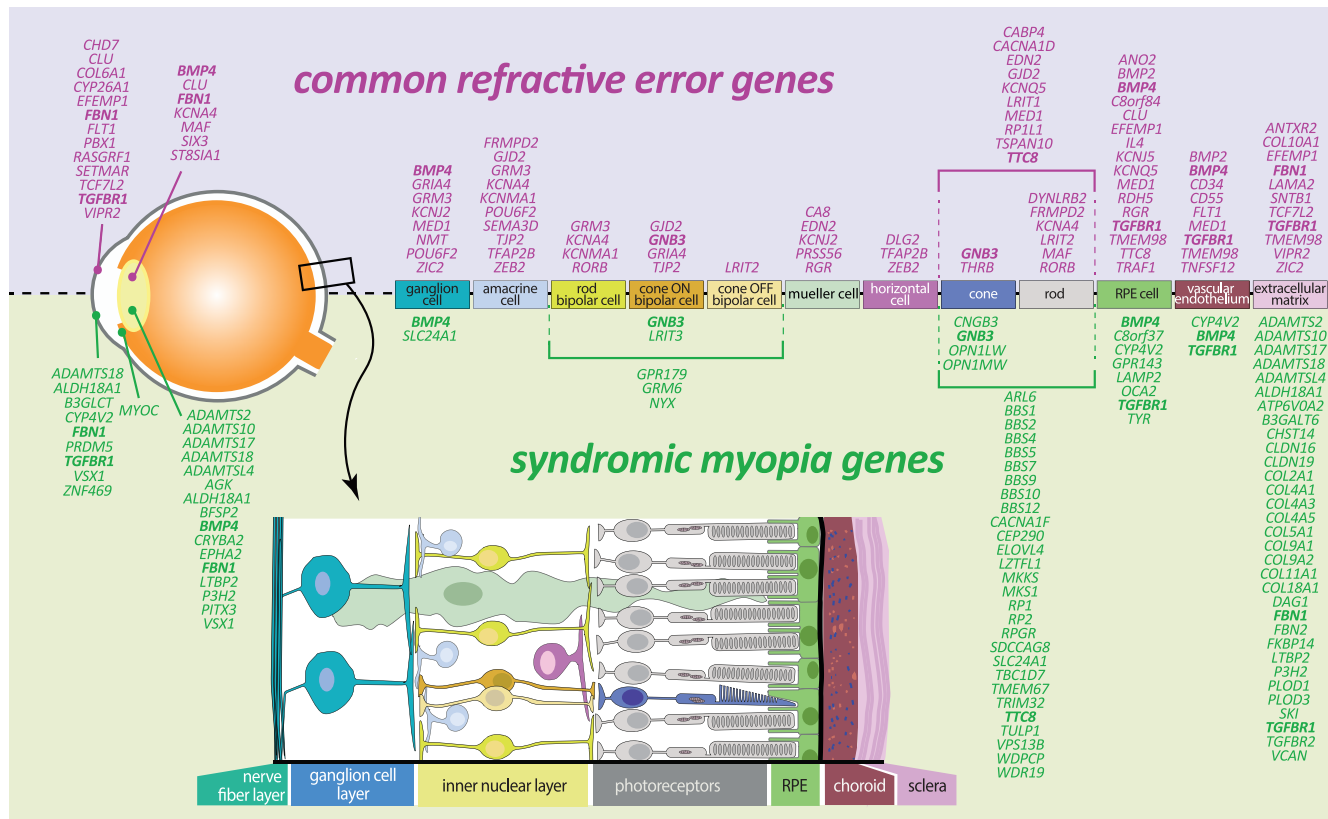 common refractive error genes
CHD7
CLU
COL6A1
CYP26A1
EFEMP1
FBN1
FLT1
PBX1
RASGRF1
SETMAR
TCF7L2
TGFBR1
VIPR2
BMP4
CLU
FBN1
KCNA4
MAF
SIX3
ST8SIA1
BMP4
GRIA4
GRM3
KCNJ2
MED1
NMT
POU6F2
ZIC2
FRMPD2
GJD2
GRM3
KCNA4
KCNMA1
POU6F2
SEMA3D
TJP2
TFAP2B
ZEB2
GRM3
KCNA4
KCNMA1
RORB
GJD2
GNB3
GRIA4
TJP2
LRIT2
CA8
EDN2
KCNJ2
PRSS56
RGR
DLG2
TFAP2B
ZEB2
CABP4
CACNA1D
EDN2
GJD2
KCNQ5
LRIT1
MED1
RP1L1
TSPAN10
TTC8
GNB3
THRB
DYNLRB2
FRMPD2
KCNA4
LRIT2
MAF
RORB
ANO2
BMP2
BMP4
C8orf84
CLU
EFEMP1
IL4
KCNJ5
KCNQ5
MED1
RDH5
RGR
TGFBR1
TMEM98
TTC8
TRAF1
BMP2
BMP4
CD34
CD55
FLT1
MED1
TGFBR1
TMEM98
TNFSF12
ANTXR2
COL10A1
EFEMP1
FBN1
LAMA2
SNTB1
TCF7L2
TGFBR1
TMEM98
VIPR2
ZIC2
ganglion
cell
amacrine
cell
rod
bipolar cell
cone ON
bipolar cell
cone OFF
bipolar cell
mueller cell
horizontal
cell
cone
rod
RPE cell
vascular
endothelium
extracellular
matrix
BMP4
SLC24A1
GNB3
LRIT3
GPR179
GRM6
NYX
CNGB3
GNB3
OPN1LW
OPN1MW
ARL6
BBS1
BBS2
BBS4
BBS5
BBS7
BBS9
BBS10
BBS12
CACNA1F
CEP290
ELOVL4
LZTFL1
MKKS
MKS1
RP1
RP2
RPGR
SDCCAG8
SLC24A1
TBC1D7
TMEM67
TRIM32
TTC8
TULP1
VPS13B
WDPCP
WDR19
BMP4
C8orf37
CYP4V2
GPR143
LAMP2
OCA2
TGFBR1
TYR
CYP4V2
BMP4
TGFBR1
ADAMTS2
ADAMTS10
ADAMTS17
ADAMTS18
ADAMTSL4
ALDH18A1
ATP6V0A2
B3GALT6
CHST14
CLDN16
CLDN19
COL2A1
COL4A1
COL4A3
COL4A5
COL5A1
COL9A1
COL9A2
COL11A1
COL18A1
DAG1
FBN1
FBN2
FKBP14
LTBP2
P3H2
PLOD1
PLOD3
SKI
TGFBR1
TGFBR2
VCAN
syndromic myopia genes
ADAMTS18
ALDH18A1
B3GLCT
CYP4V2
FBN1
PRDM5
TGFBR1
VSX1
ZNF469
MYOC
ADAMTS2
ADAMTS10
ADAMTS17
ADAMTS18
ADAMTSL4
AGK
ALDH18A1
BFSP2
BMP4
CRYBA2
EPHA2
FBN1
LTBP2
P3H2
PITX3
VSX1
nerve
fiber layer
ganglion cell
layer
inner nuclear layer
photoreceptors
RPE
choroid
sclera